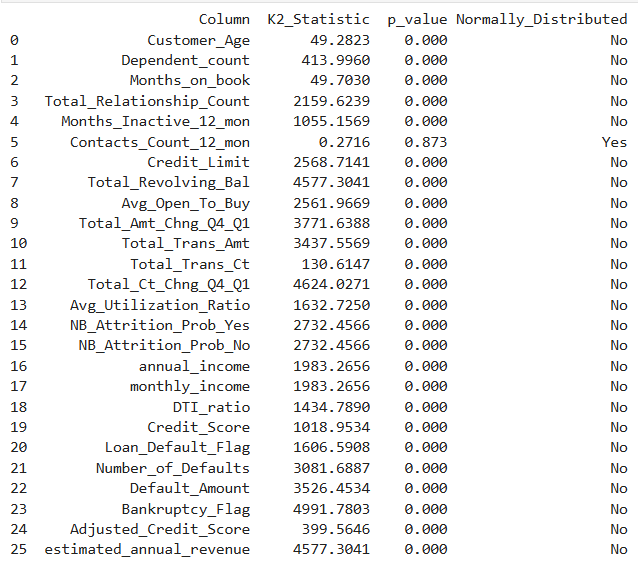 Column K2_Statistic p_value Normally_Distributed
0 Customer_Age 49.2823 0.000 No
1 Dependent_count 413.9960 0.000 No
2 Months_on_book 49.7030 0.000 No
3 Total_Relationship_Count 2159.6239 0.000 No
4 Months_Inactive_12_mon 1055.1569 0.000 No
5 Contacts_Count_12_mon 0.2716 0.873 Yes
6 Credit_Limit 2568.7141 0.000 No
7 Total_Revolving_Bal 4577.3041 0.000 No
8 Avg_Open_To_Buy 2561.9669 0.000 No
9 Total_Amt_Chng_Q4_Q1 3771.6388 0.000 No
10 Total_Trans_Amt 3437.5569 0.000 No
11 Total_Trans_Ct 130.6147 0.000 No
12 Total_Ct_Chng_Q4_Q1 4624.0271 0.000 No
13 Avg_Utilization_Ratio 1632.7250 0.000 No
14 NB_Attrition_Prob_Yes 2732.4566 0.000 No
15 NB_Attrition_Prob_No 2732.4566 0.000 No
16 annual_income 1983.2656 0.000 No
17 monthly_income 1983.2656 0.000 No
18 DTI_ratio 1434.7890 0.000 No
19 Credit_Score 1018.9534 0.000 No
20 Loan_Default_Flag 1606.5908 0.000 No
21 Number_of_Defaults 3081.6887 0.000 No
22 Default_Amount 3526.4534 0.000 No
23 Bankruptcy_Flag 4991.7803 0.000 No
24 Adjusted_Credit_Score 399.5646 0.000 No
25 estimated_annual_revenue 4577.3041 0.000 No